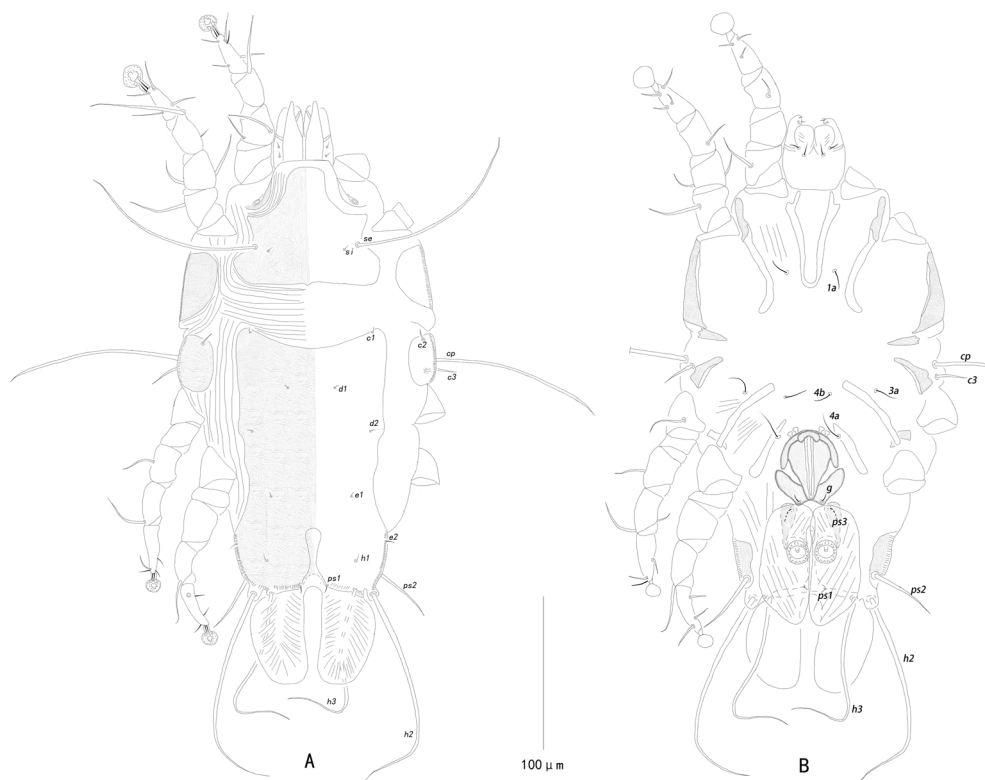 se
si
c1
c2
cp
c3
d1
d2
e1
e2
h1
ps1
ps2
h3
h2
A
100 μm
1a
cp
c3
3a
4b
4a
g
ps3
ps1
ps2
h2
h3
B